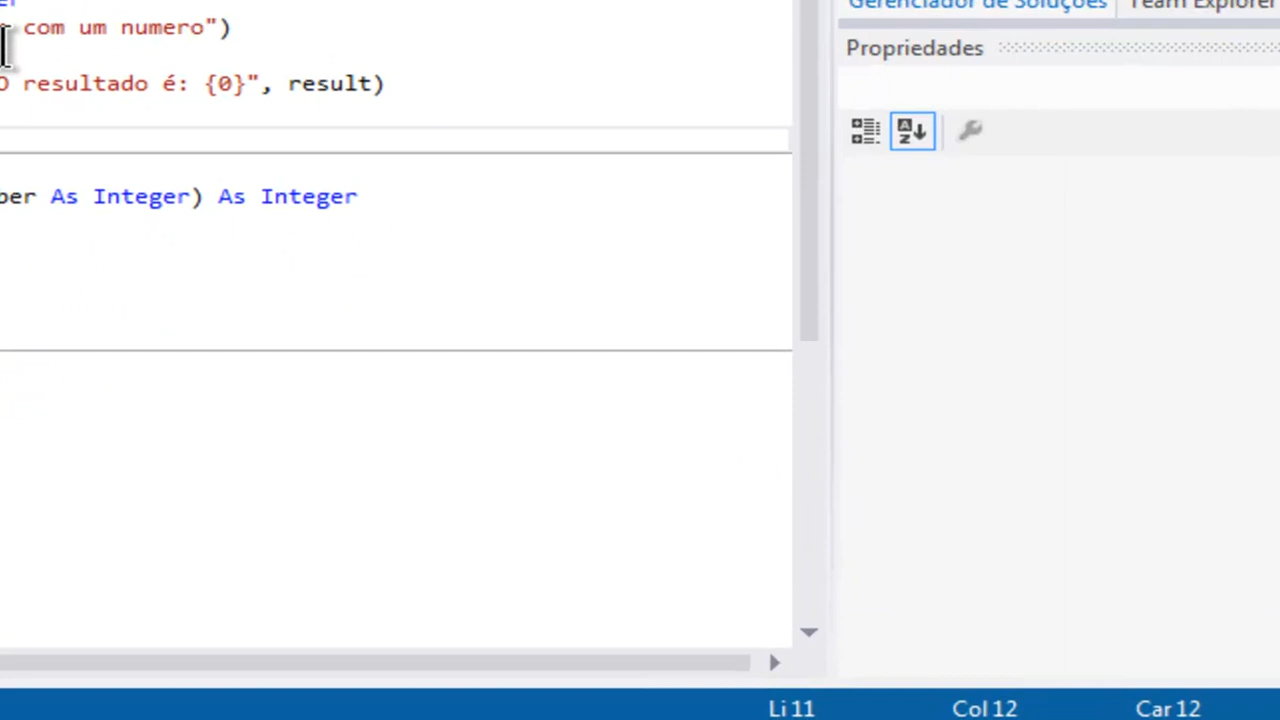 com um numero")
resultado é: {0}", result)
As Integer) As Integer
Gerenciador de Soluções
Team Explorer
Propriedades
Li 11
Col 12
Car 12